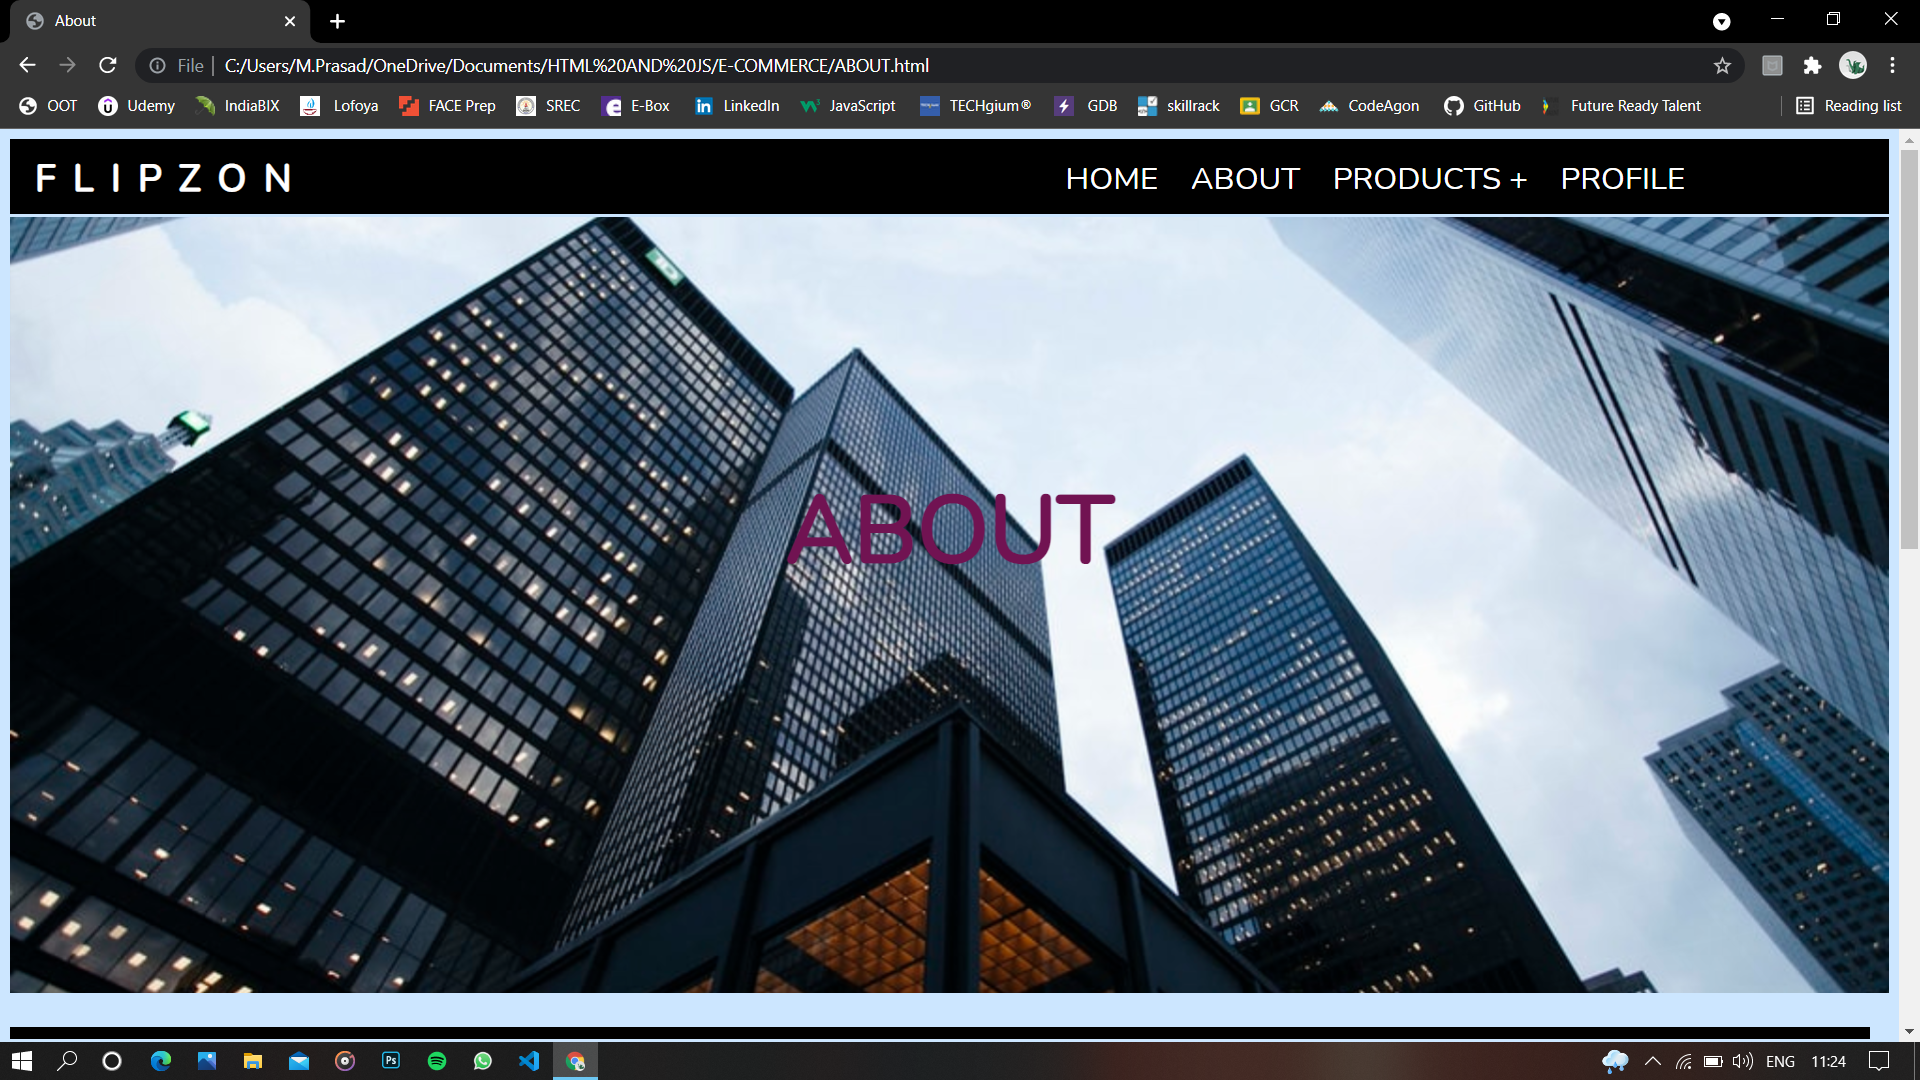 About
File | C:/Users/M.Prasad/OneDrive/Documents/HTML%20AND%20JS/E-COMMERCE/ABOUT.html
OOT Udemy IndiaBIX Lofoya FACE Prep SREC E-Box LinkedIn JavaScript TECHgium® GDB skillrack GCR CodeAgon GitHub Future Ready Talent Reading list
FLIPZON HOME ABOUT PRODUCTS + PROFILE
ABOUT
ENG 11:24